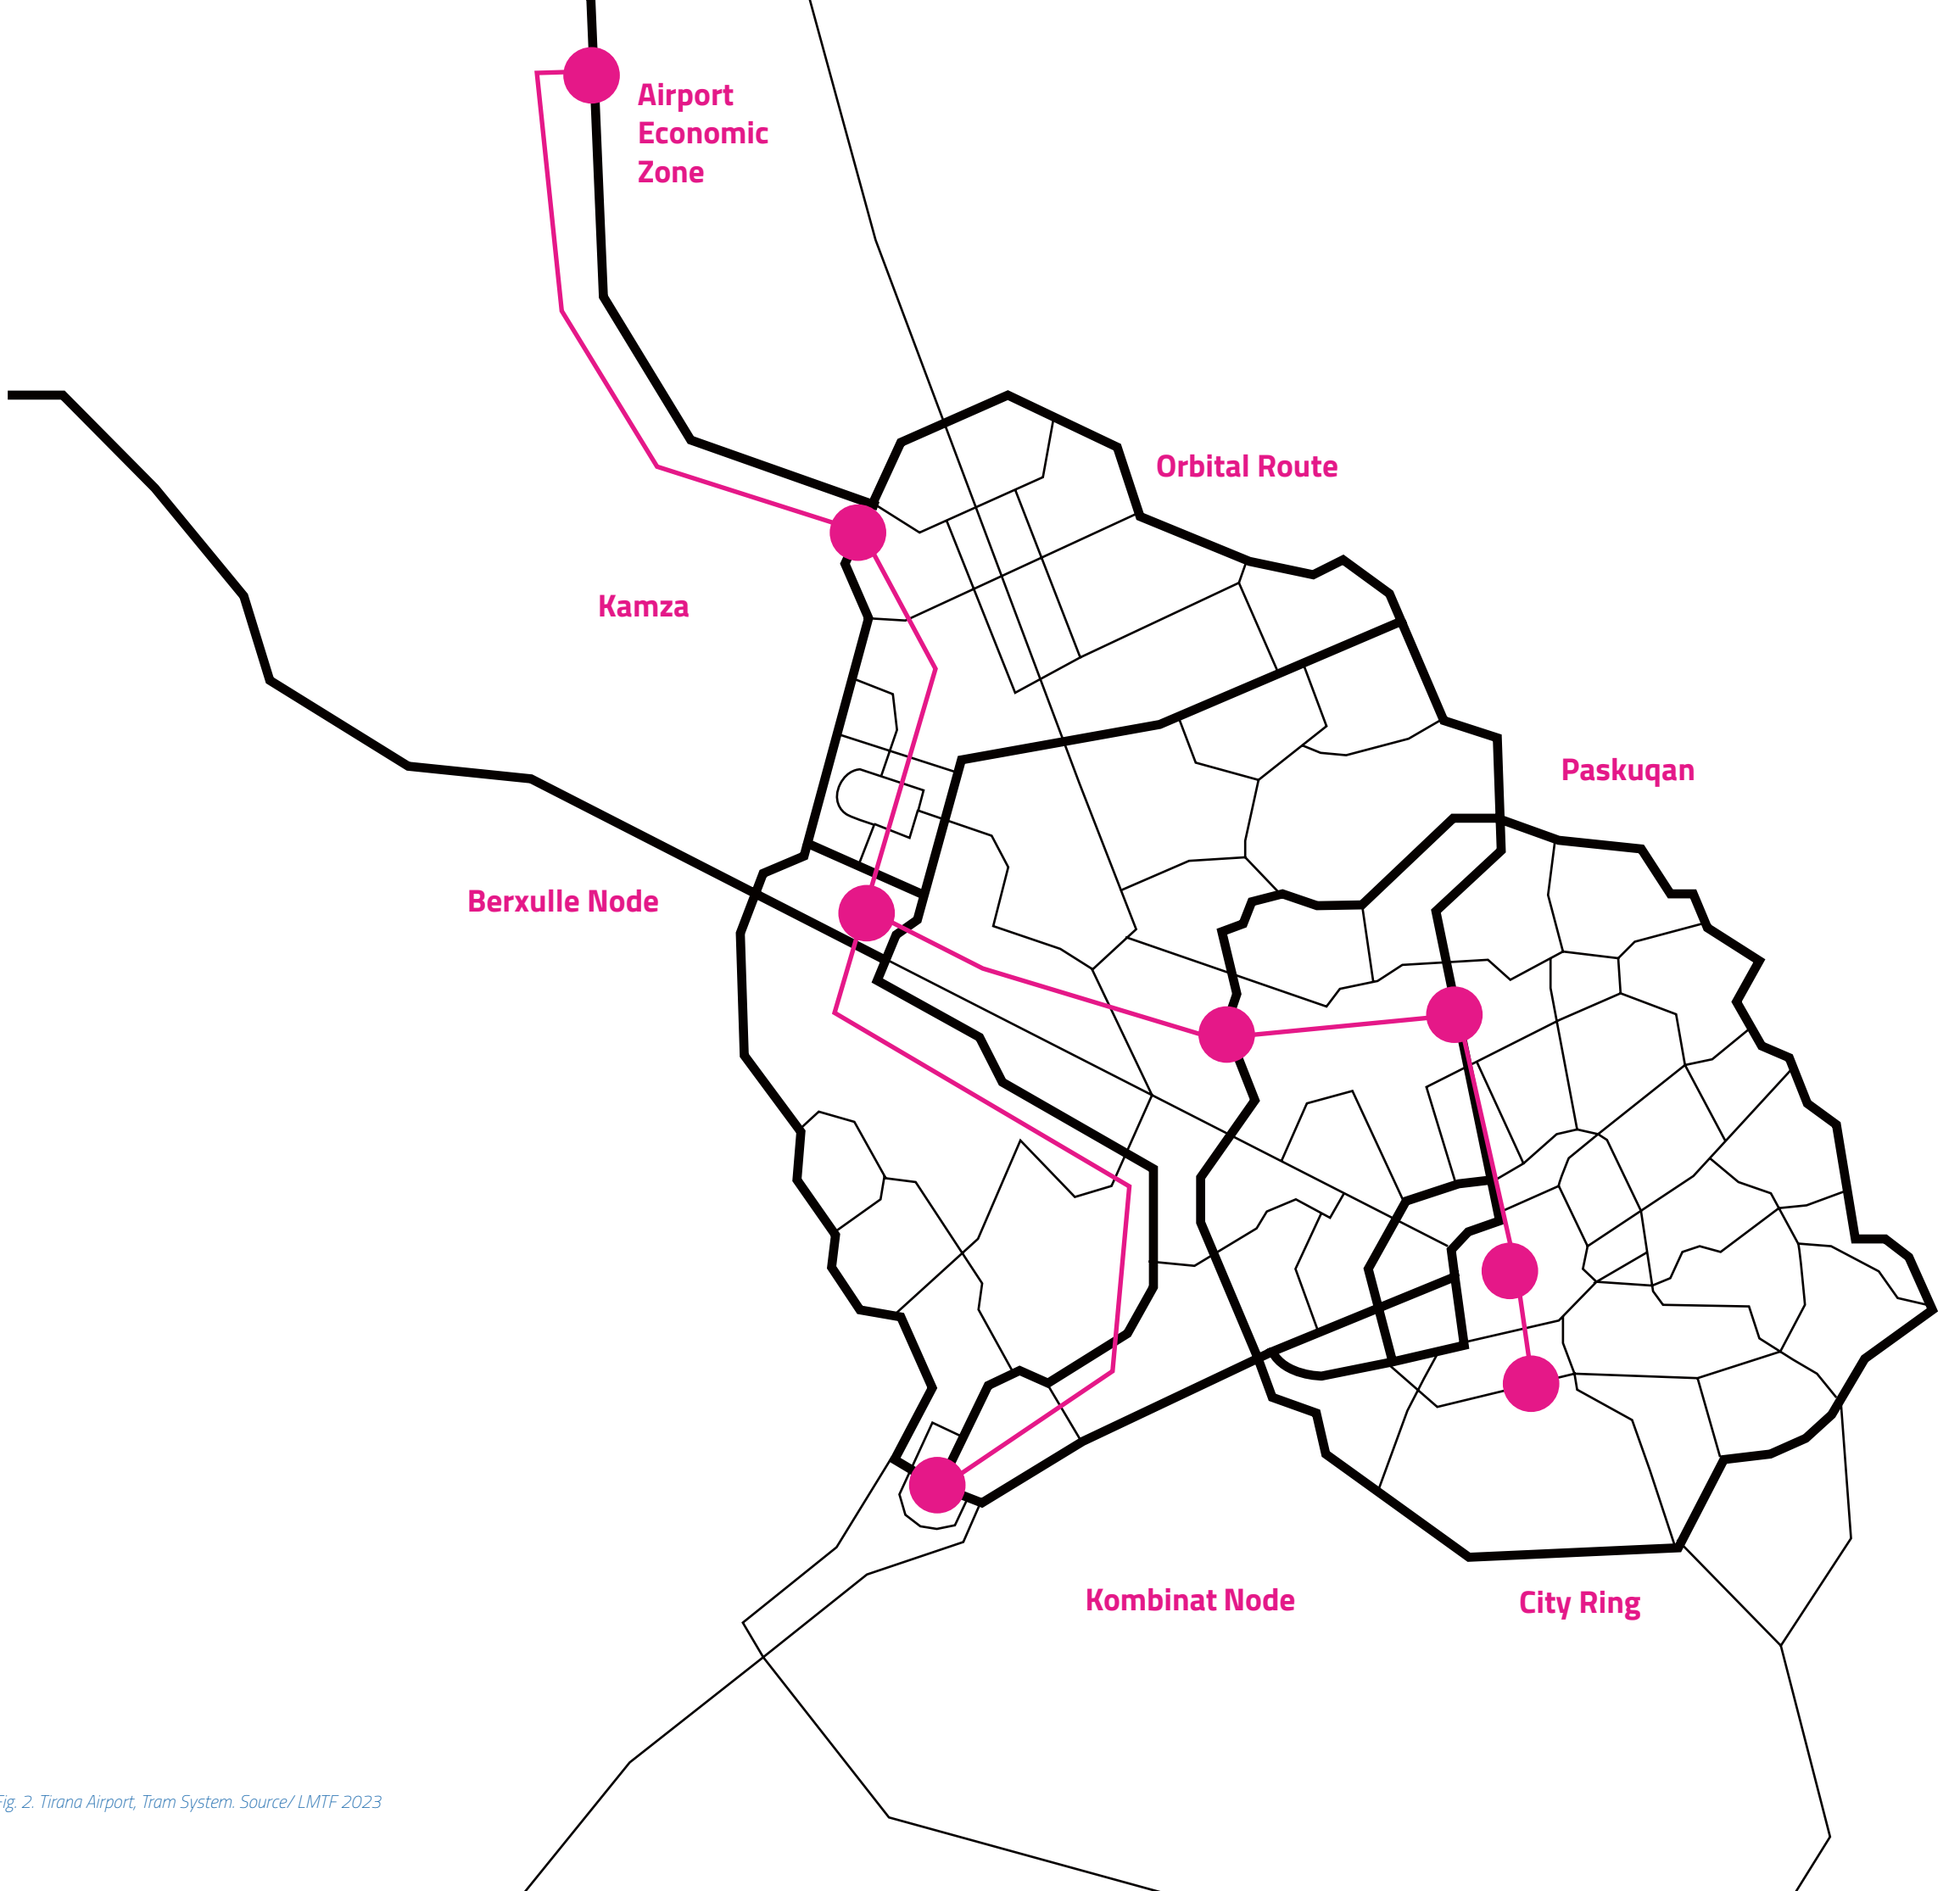 Airport
Economic
Zone
Orbital Route
Kamza
Paskuqan
Berxulle Node
Kombinat Node
City Ring
Fig. 2. Tirana Airport, Tram System. Source/ LMTF 2023